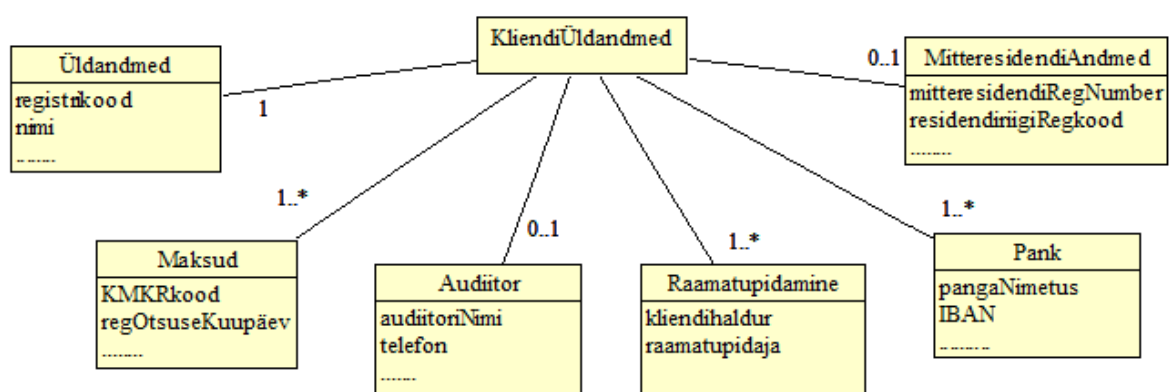 KliendiÜldandmed
Üldandmed
registrikood
nimi
........
1
0..1
MitteresidendiAndmed
mitteresidendiRegNumber
residendiriigiRegkood
........
1..*
Maksud
KMKRkood
regOtsuseKuupäev
........
0..1
Audiitor
audiitoriNimi
telefon
.......
1..*
Raamatupidamine
kliendihaldur
raamatupidaja
1..*
Pank
pangaNimetus
IBAN
..........